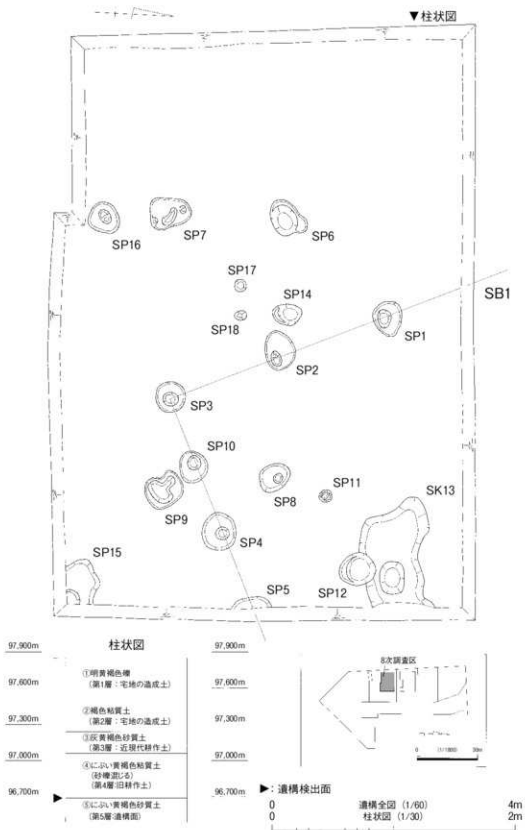 ▼柱状図
SP16
SP7
SP6
SP17
SP14
SP18
SP1
SB1
SP2
SP3
SP10
SP8
SP11
SP9
SK13
SP4
SP15
SP5
SP12
97,900m
柱状図
97,900m
97,600m
①明黄褐色礫
(第1層:宅地の造成土)
97,600m
②褐色粘質土
(第2層:宅地の造成土)
97,300m
97,300m
③灰黄褐色砂質土
(第3層:近現代耕作土)
97,000m
97,000m
④にぶい黄褐色粘質土
(砂礫混じる)
(第4層:旧耕作土)
96,700m
96,700m
⑤にぶい黄褐色砂質土
(第5層:遺構面)
8次調査区
0
▶:遺構検出面
0 遺構全図 (1/60) 4m
0 柱状図 (1/30) 2m